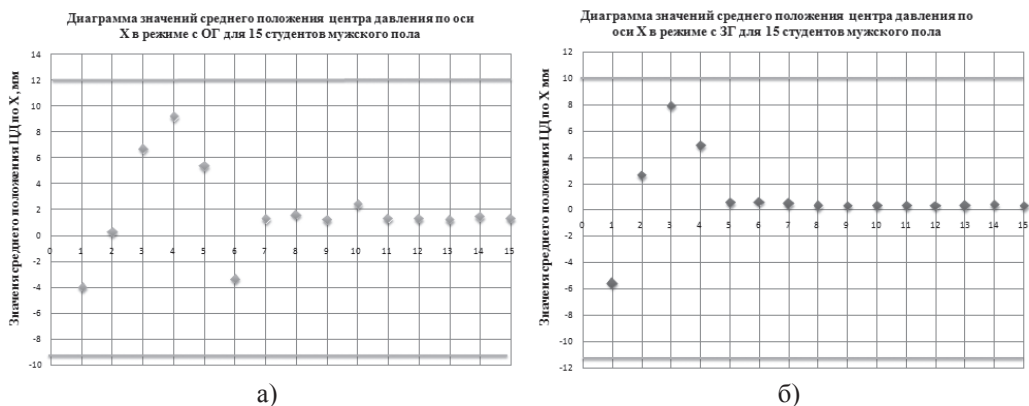 Диаграмма значений среднего положения центра давления по оси
X в режиме с ОГ для 15 студентов мужского пола
Значеня среднего положения ЦД по X, мм
14
12
10
8
6
4
2
0
-2
-4
-6
-8
-10
0 1 2 3 4 5 6 7 8 9 10 11 12 13 14 15
а)
Диаграмма значений среднего положения центра давления по
оси X в режиме с ЗГ для 15 студентов мужского пола
Значеня среднего положения ЦД по X мм
12
10
8
6
4
2
0
-2
-4
-6
-8
-10
-12
0 1 2 3 4 5 6 7 8 9 10 11 12 13 14 15
б)